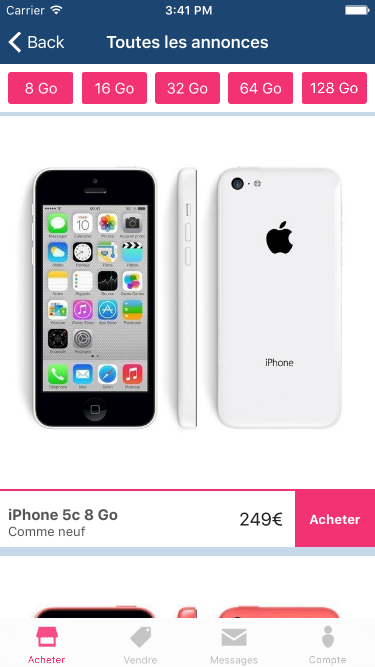 Carrier 3:41 PM
Back Toutes les annonces
8 Go 16 Go 32 Go 64 Go 128 Go
iPhone
iPhone 5c 8 Go
Comme neuf
249€ Acheter
Acheter Vendre Messages Compte